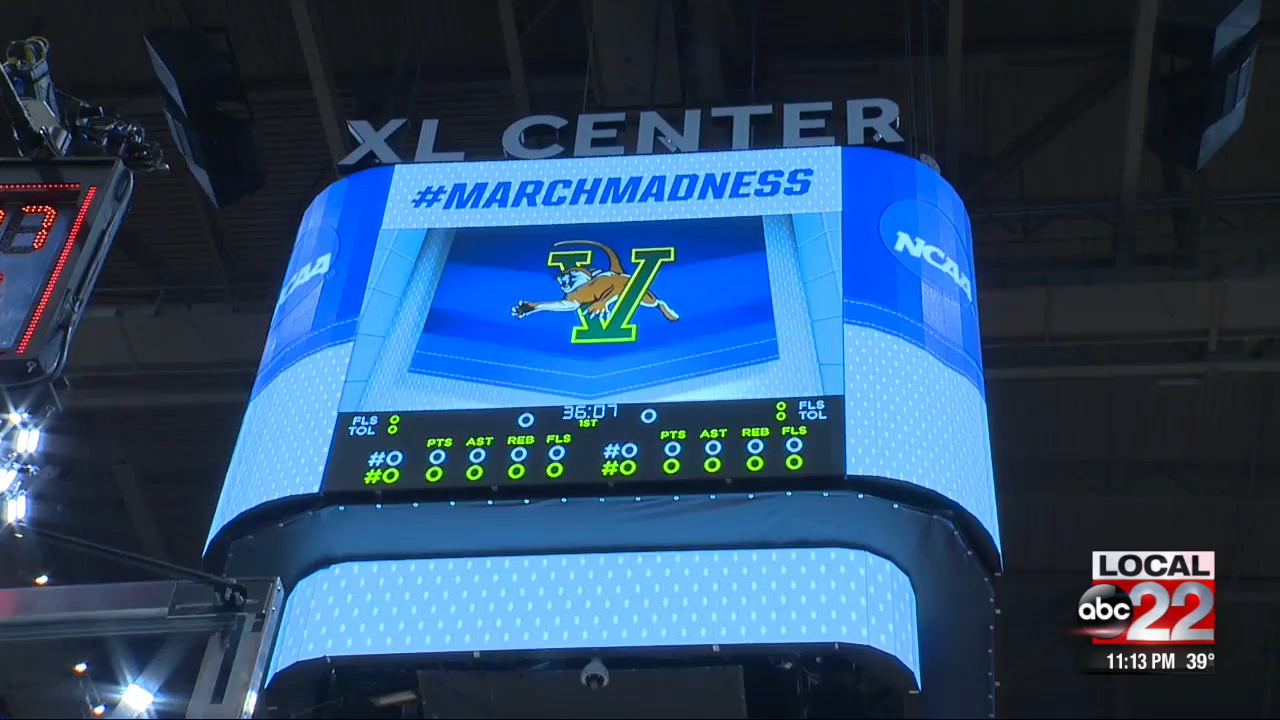 XL CENTER
#MARCHMADNESS
NCAA
NCAA
V
FLS 0
TOL 0
0 36:07 0
1ST
0 FLS
0 TOL
PTS AST REB FLS
#0 0 0 0 0
#0 0 0 0 0
PTS AST REB FLS
#0 0 0 0 0
#0 0 0 0 0
LOCAL
abc 22
11:13 PM 39°